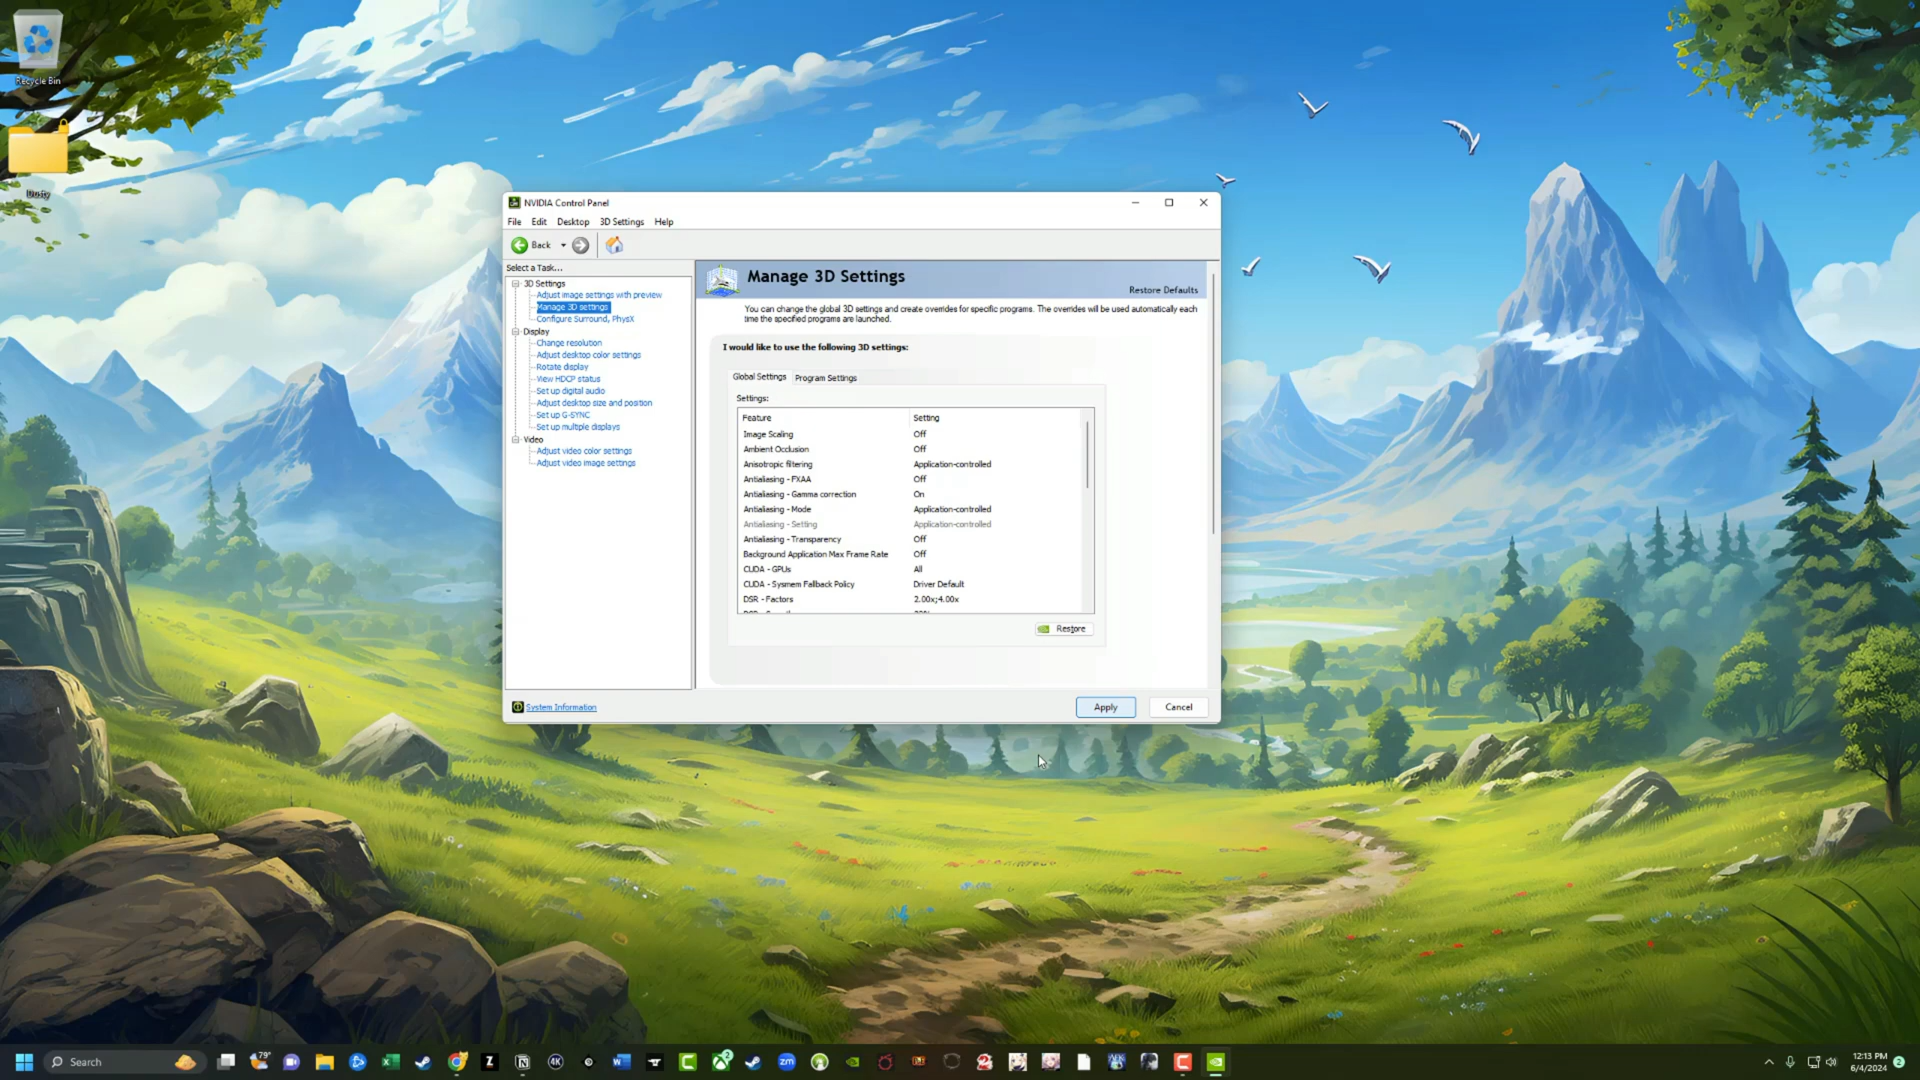 Recycle Bin
Dusty
NVIDIA Control Panel
File Edit Desktop 3D Settings Help
Back
Select a Task...
3D Settings
Adjust image settings with preview
Manage 3D settings
Configure Surround, PhysX
Display
Change resolution
Adjust desktop color settings
Rotate display
View HDCP status
Set up digital audio
Adjust desktop size and position
Set up G-SYNC
Set up multiple displays
Video
Adjust video color settings
Adjust video image settings
System Information
Manage 3D Settings
Restore Defaults
You can change the global 3D settings and create overrides for specific programs. The overrides will be used automatically each
time the specified programs are launched.
I would like to use the following 3D settings:
Global Settings Program Settings
Settings:
Feature Setting
Image Scaling Off
Ambient Occlusion Off
Anisotropic filtering Application-controlled
Antialiasing - FXAA Off
Antialiasing - Gamma correction On
Antialiasing - Mode Application-controlled
Antialiasing - Setting Application-controlled
Antialiasing - Transparency Off
Background Application Max Frame Rate Off
CUDA - GPUs All
CUDA - Sysmem Fallback Policy Driver Default
DSR - Factors 2.00x;4.00x
Restore
Apply Cancel
Search
79°
Z
4K
W
C
2
zm
C
12:13 PM
6/4/2024
2